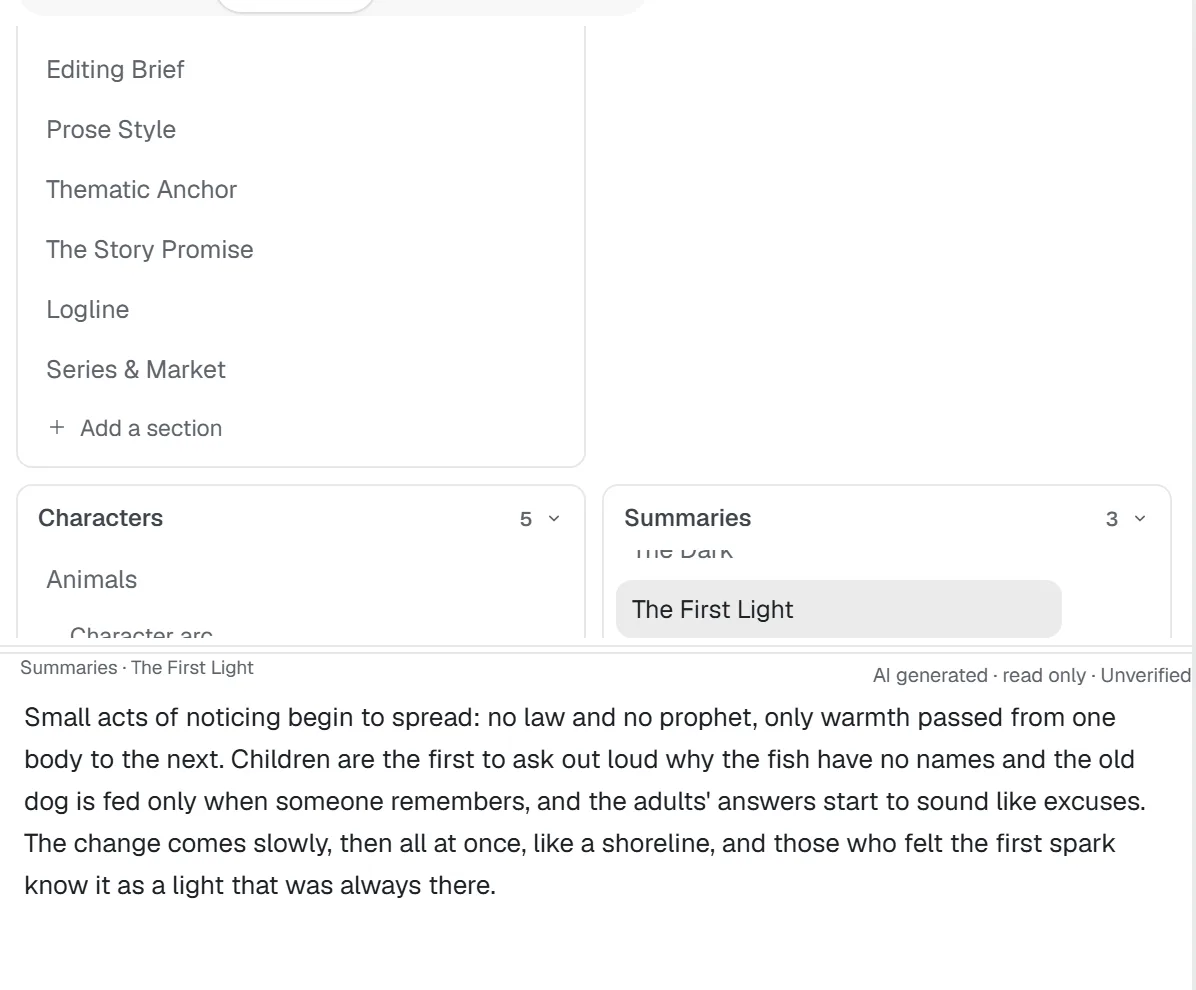 Editing Brief
Prose Style
Thematic Anchor
The Story Promise
Logline
Series & Market
+ Add a section
Characters 5
Animals
Character arc
Summaries 3
The Dark
The First Light
Summaries · The First Light
AI generated · read only · Unverified
Small acts of noticing begin to spread: no law and no prophet, only warmth passed from one
body to the next. Children are the first to ask out loud why the fish have no names and the old
dog is fed only when someone remembers, and the adults' answers start to sound like excuses.
The change comes slowly, then all at once, like a shoreline, and those who felt the first spark
know it as a light that was always there.